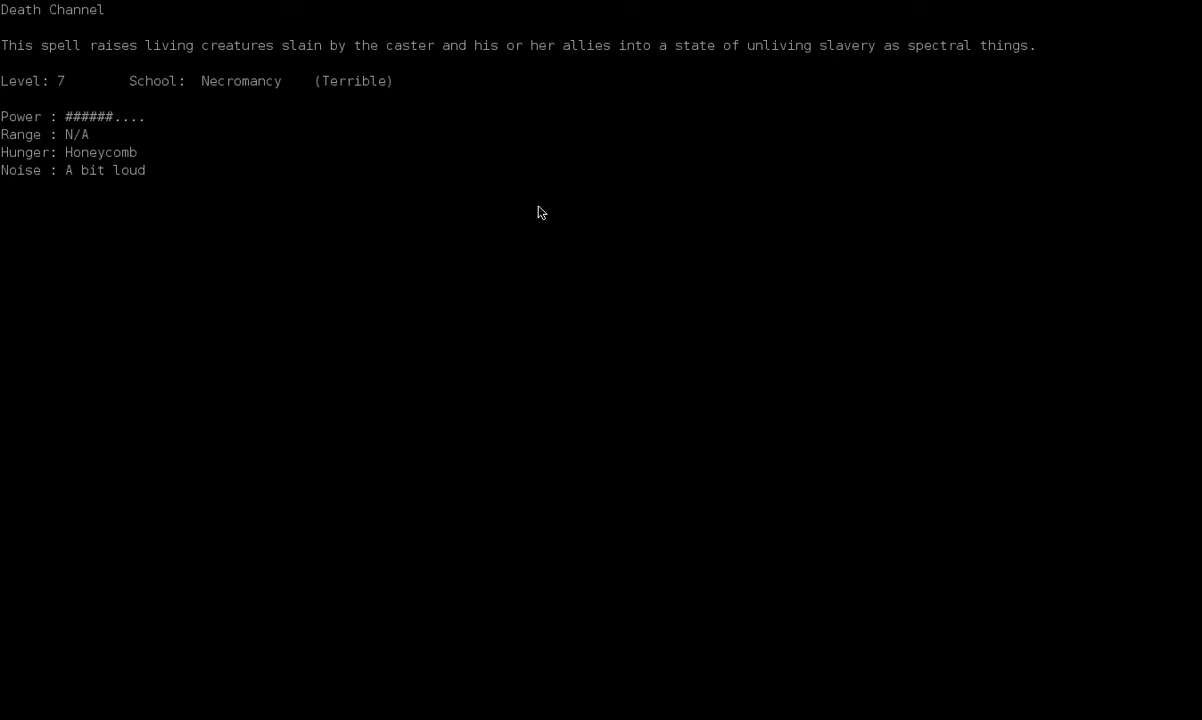 Death Channel
This spell raises living creatures slain by the caster and his or her allies into a state of unliving slavery as spectral things.
Level: 7        School:  Necromancy    (Terrible)
Power : ######....
Range : N/A
Hunger: Honeycomb
Noise : A bit loud